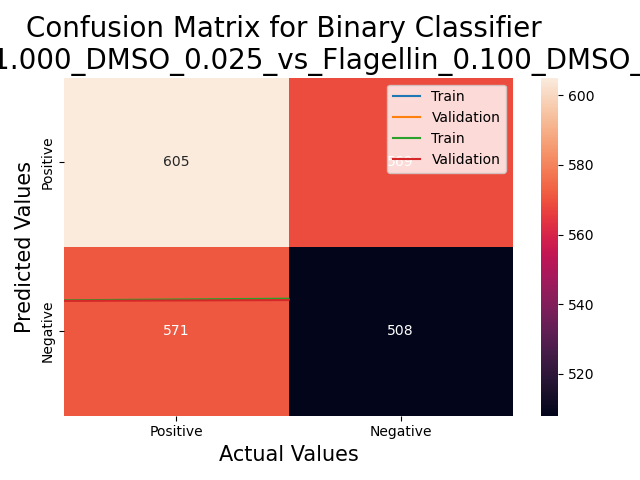 Confusion Matrix for Binary Classifier
1.000_DMSO_0.025_vs_Flagellin_0.100_DMSO_
Train
Validation
Train
Validation
605
571
508
Positive
Negative
Predicted Values
Positive
Negative
Actual Values
600
580
560
540
520